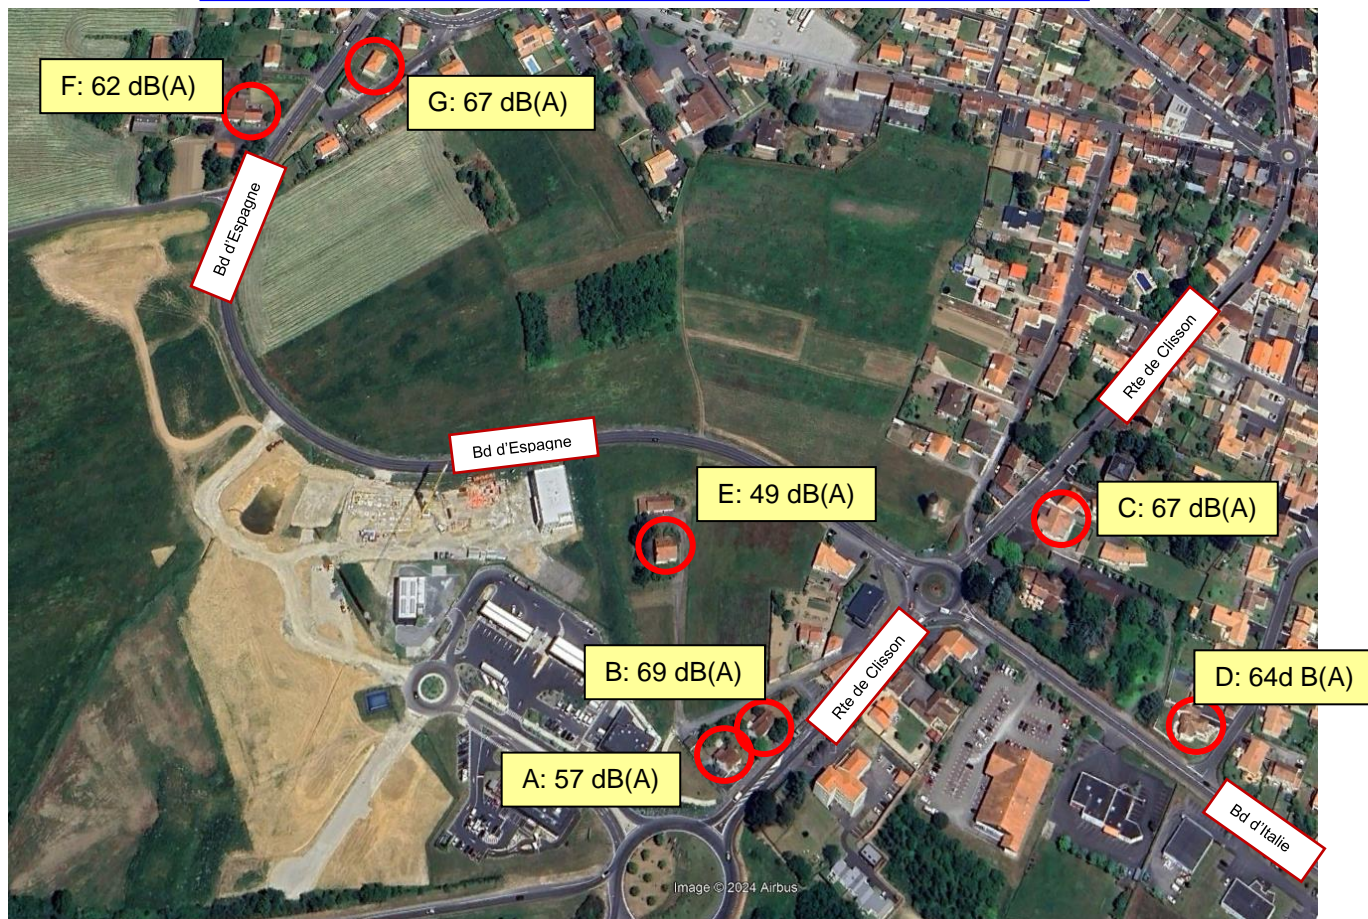 F: 62 dB(A)
G: 67 dB(A)
Bd d'Espagne
Rte de Clisson
Bd d'Espagne
E: 49 dB(A)
C: 67 dB(A)
B: 69 dB(A)
Rte de Clisson
D: 64d B(A)
A: 57 dB(A)
Bd d'Italie
Image © 2024 Airbus